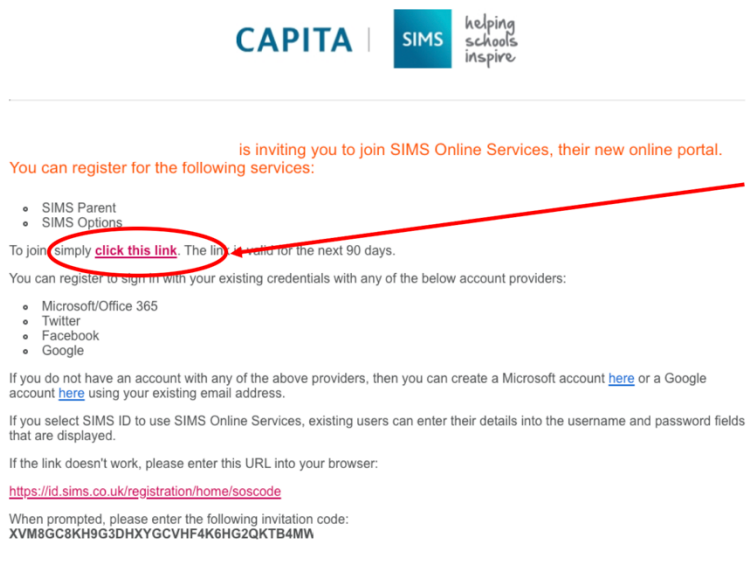 CAPITA
SIMS
helping
schools
inspire
is inviting you to join SIMS Online Services, their new online portal.
You can register for the following services:
SIMS Parent
SIMS Options
To join, simply click this link. The link is valid for the next 90 days.
You can register to sign in with your existing credentials with any of the below account providers:
Microsoft/Office 365
Twitter
Facebook
Google
If you do not have an account with any of the above providers, then you can create a Microsoft account here or a Google
account here using your existing email address.
If you select SIMS ID to use SIMS Online Services, existing users can enter their details into the username and password fields
that are displayed.
If the link doesn't work, please enter this URL into your browser:
https://id.sims.co.uk/registration/home/soscode
When prompted, please enter the following invitation code:
XVM8GC8KH9G3DHXYGCVHF4K6HG2QKTB4MW